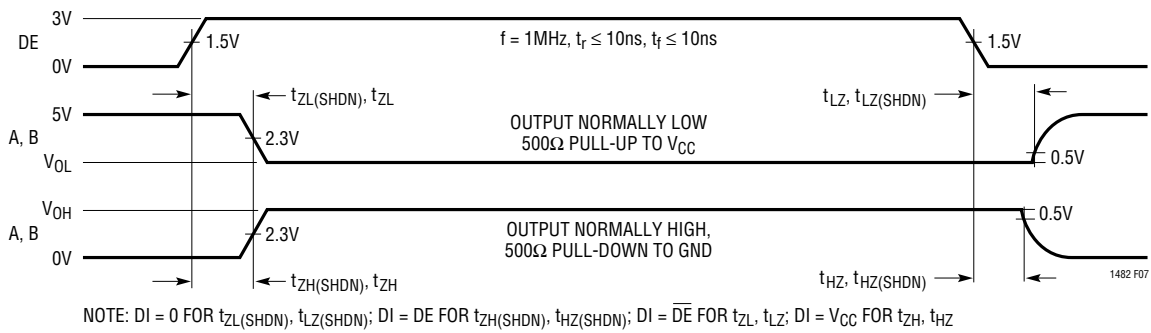 3V
DE
1.5V
f = 1MHz, tr ≤ 10ns, tf ≤ 10ns
1.5V
0V
tZL(SHDN), tZL
tLZ, tLZ(SHDN)
5V
A, B
2.3V
OUTPUT NORMALLY LOW
500Ω PULL-UP TO VCC
VOL
0.5V
VOH
A, B
2.3V
OUTPUT NORMALLY HIGH,
500Ω PULL-DOWN TO GND
0.5V
0V
tZH(SHDN), tZH
tHZ, tHZ(SHDN)
1482 F07
NOTE: DI = 0 FOR tZL(SHDN), tLZ(SHDN); DI = DE FOR tZH(SHDN), tHZ(SHDN); DI = D̅E̅ FOR tZL, tLZ; DI = VCC FOR tZH, tHZ